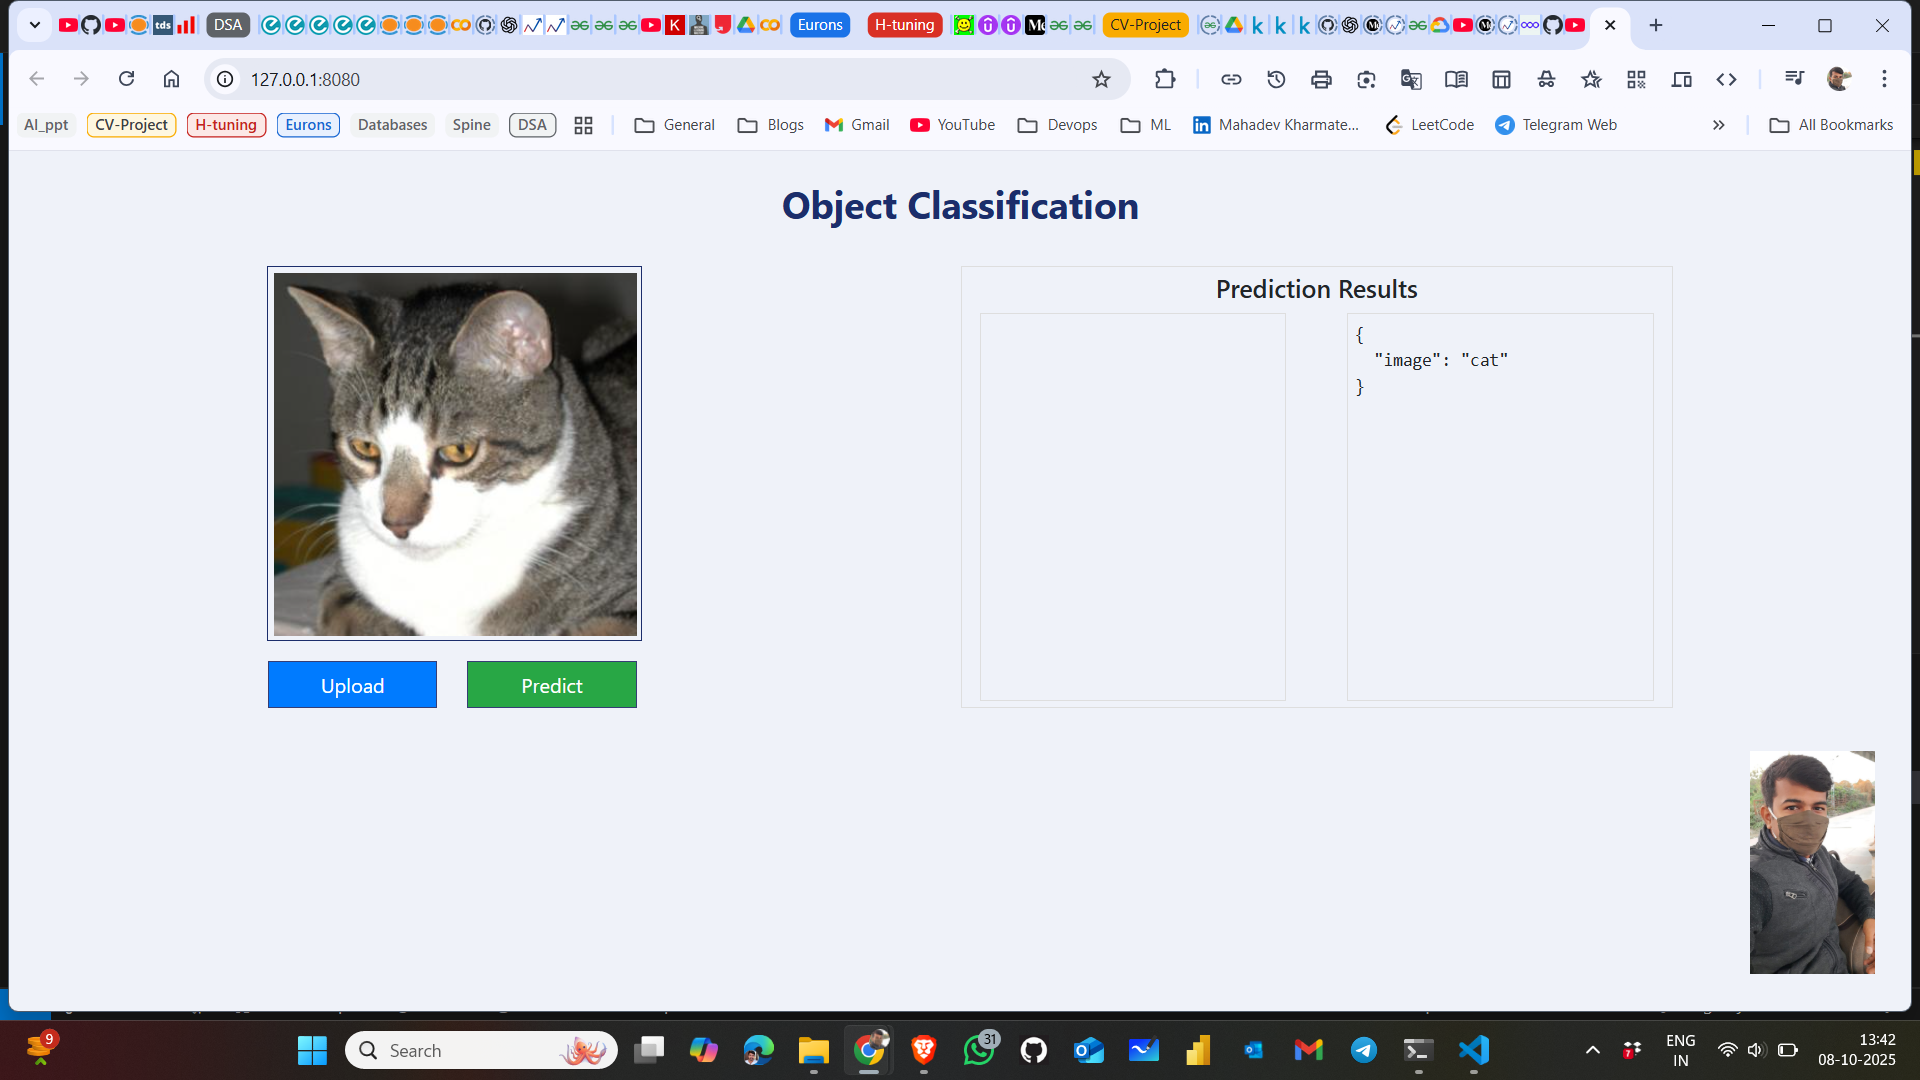 tds
DSA
Eurons
H-tuning
CV-Project
127.0.0.1:8080
AI_ppt
CV-Project
H-tuning
Eurons
Databases
Spine
DSA
General
Blogs
Gmail
YouTube
Devops
ML
Mahadev Kharmate...
LeetCode
Telegram Web
All Bookmarks
Object Classification
Prediction Results
{
"image": "cat"
}
Upload
Predict
9
Search
31
ENG
IN
13:42
08-10-2025